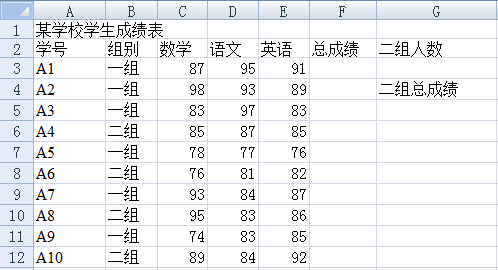 A B C D E F G
1 某学校学生成绩表
2 学号 组别 数学 语文 英语 总成绩 二组人数
3 A1 一组 87 95 91
4 A2 一组 98 93 89 二组总成绩
5 A3 一组 83 97 83
6 A4 二组 85 87 85
7 A5 一组 78 77 76
8 A6 二组 76 81 82
9 A7 一组 93 84 87
10 A8 二组 95 83 86
11 A9 一组 74 83 85
12 A10 二组 89 84 92